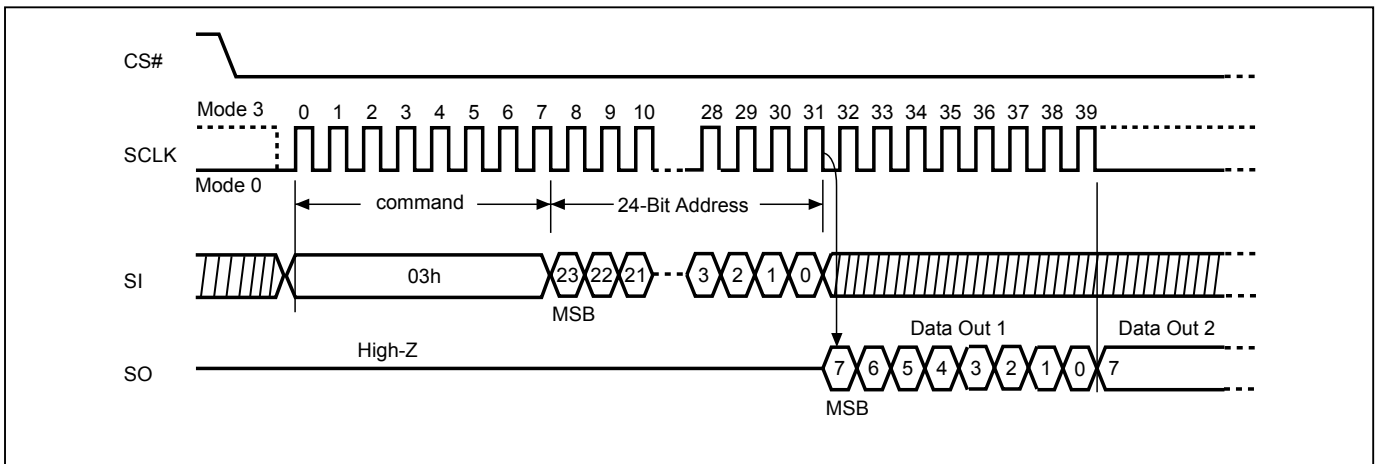 CS#
Mode 3
0 1 2 3 4 5 6 7 8 9 10 28 29 30 31 32 33 34 35 36 37 38 39
SCLK
Mode 0
command 24-Bit Address
SI 03h 23 22 21 3 2 1 0
MSB
Data Out 1 Data Out 2
High-Z
SO 7 6 5 4 3 2 1 0 7
MSB